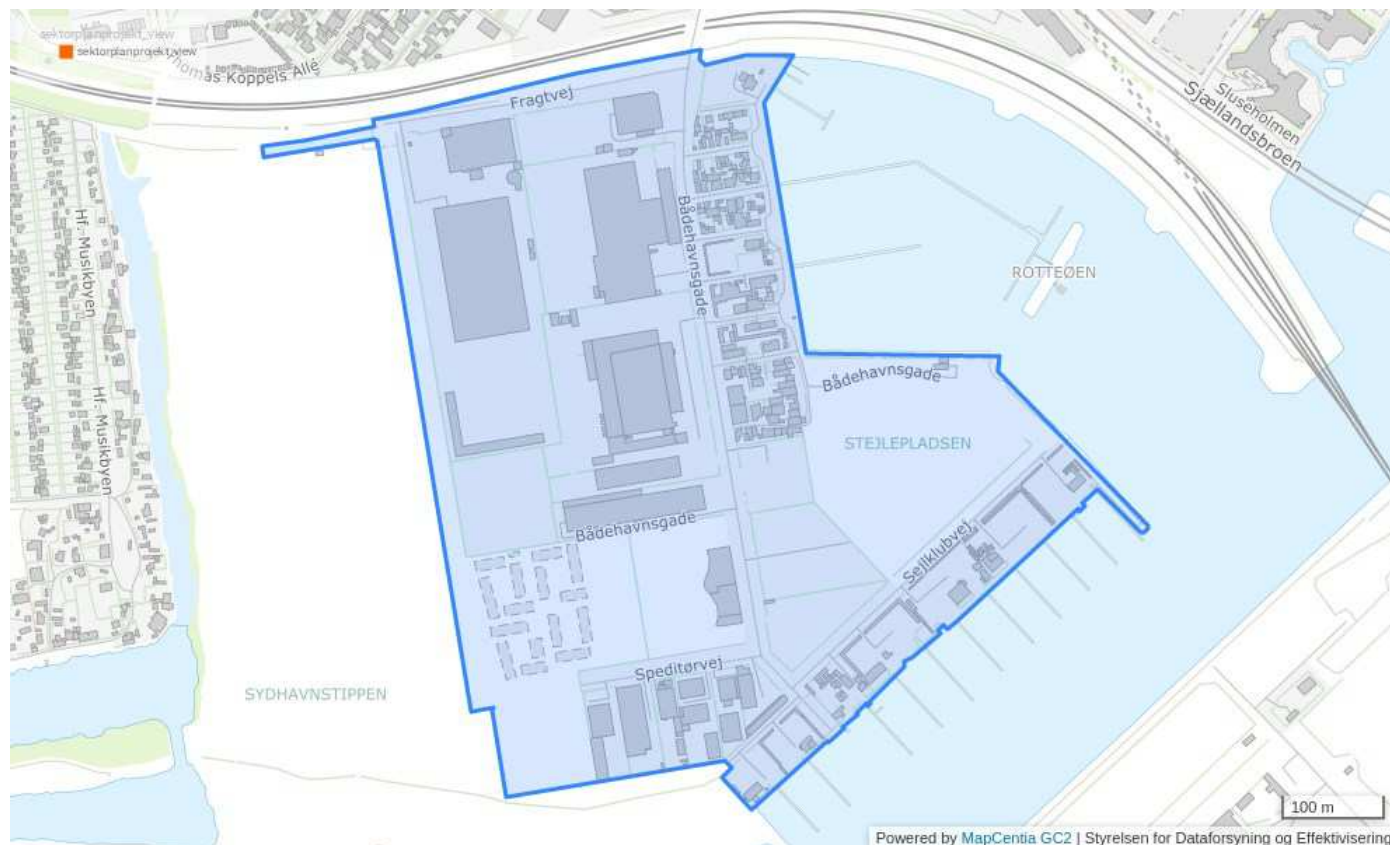 sektorplanprojekt_view
sektorplanprojekt_view
Thomas Koppels Allé
Fragtvej
Slusehølmen
Sjællandsbroen
Hf. Musikbyen
Bådehavnsgade
ROTTEØEN
Bådehavnsgade
Hf. Musikbyen
STEJLEPLADSEN
Bådehavnsgade
Sejlklubvej
Speditørvej
SYDHAVNSTIPPEN
100 m
Powered by MapCentia GC2 | Styrelsen for Dataforsyning og Effektivisering